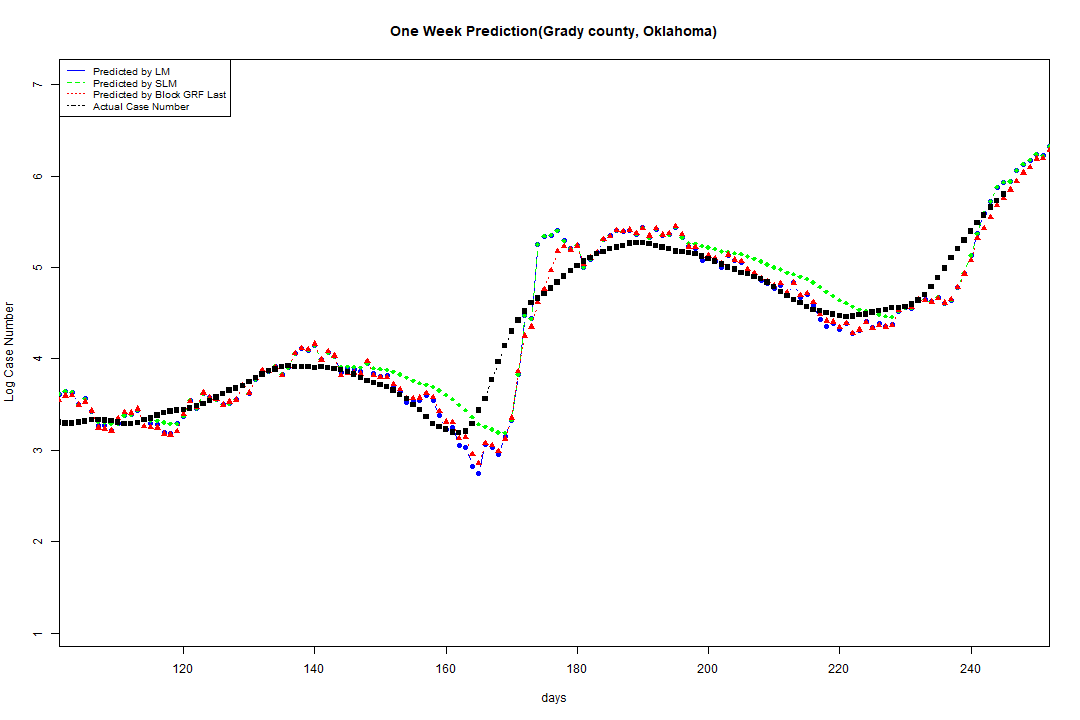 One Week Prediction(Grady county, Oklahoma)
Predicted by LM
Predicted by SLM
Predicted by Block GRF Last
Actual Case Number
7
6
5
4
3
2
1
Log Case Number
120 140 160 180 200 220 240
days